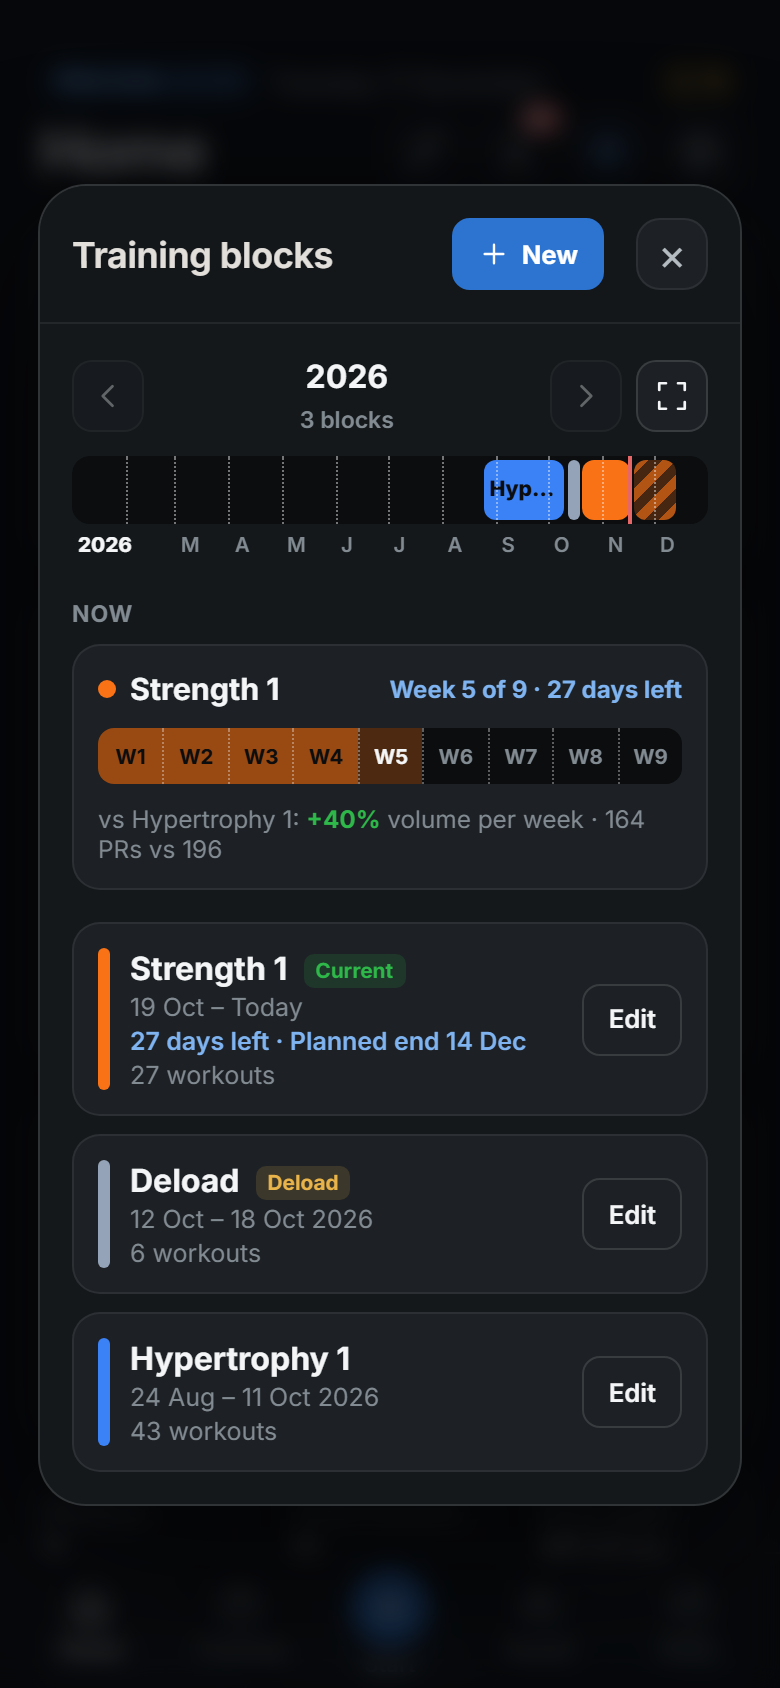 Training blocks
+ New
2026
3 blocks
Hyp...
2026 M A M J J A S O N D
NOW
Strength 1
Week 5 of 9 · 27 days left
W1 W2 W3 W4 W5 W6 W7 W8 W9
vs Hypertrophy 1: +40% volume per week · 164
PRs vs 196
Strength 1 Current
19 Oct – Today
27 days left · Planned end 14 Dec
27 workouts
Edit
Deload Deload
12 Oct – 18 Oct 2026
6 workouts
Edit
Hypertrophy 1
24 Aug – 11 Oct 2026
43 workouts
Edit